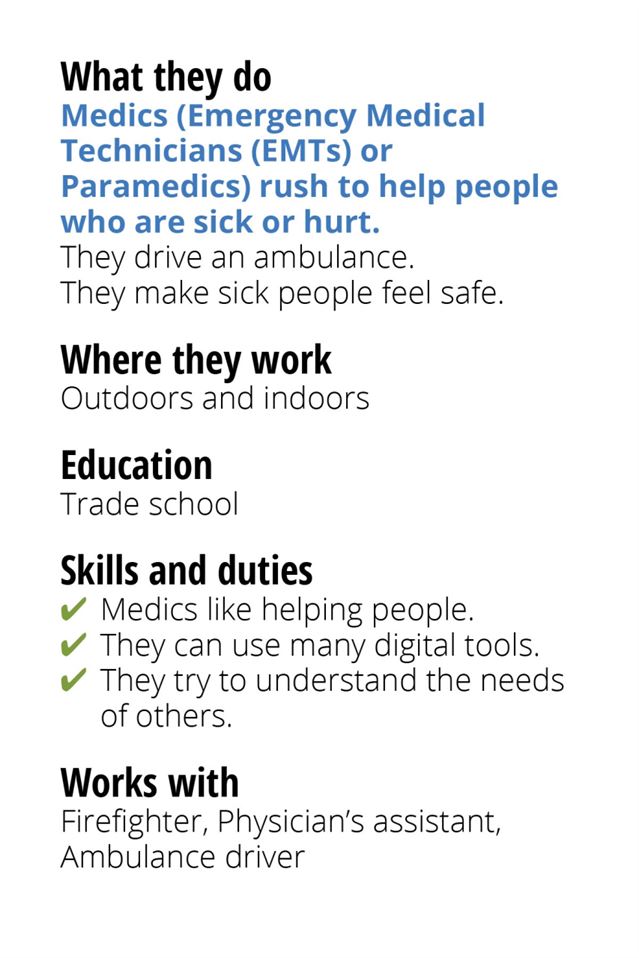 What they do
Medics (Emergency Medical
Technicians (EMTs) or
Paramedics) rush to help people
who are sick or hurt.
They drive an ambulance.
They make sick people feel safe.
Where they work
Outdoors and indoors
Education
Trade school
Skills and duties
✔ Medics like helping people.
✔ They can use many digital tools.
✔ They try to understand the needs
of others.
Works with
Firefighter, Physician’s assistant,
Ambulance driver